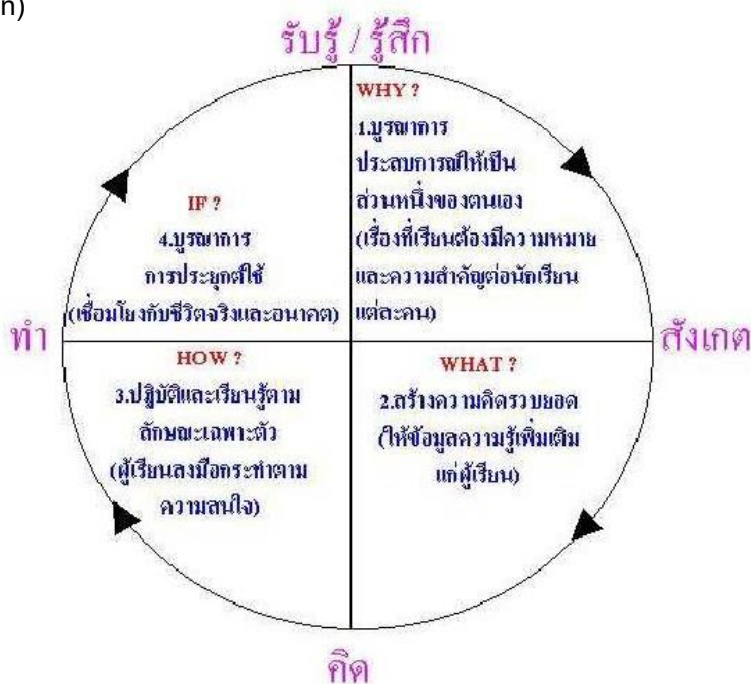 n)
รับรู้ / รู้สึก
WHY ?
1.บูรณาการ
ประสบการณ์ให้เป็น
ส่วนหนึ่งของตนเอง
(เรื่องที่เรียนต้องมีความหมาย
และความสำคัญต่อนักเรียน
แต่ละคน)
IF ?
4.บูรณาการ
การประยุกต์ใช้
(เชื่อมโยงกับชีวิตจริงและอนาคต)
ทำ
สังเกต
HOW ?
3.ปฏิบัติและเรียนรู้ตาม
ลักษณะเฉพาะตัว
(ผู้เรียนลงมือกระทำตาม
ความสนใจ)
WHAT ?
2.สร้างความคิดรวบยอด
(ให้ข้อมูลความรู้เพิ่มเติม
แก่ผู้เรียน)
คิด